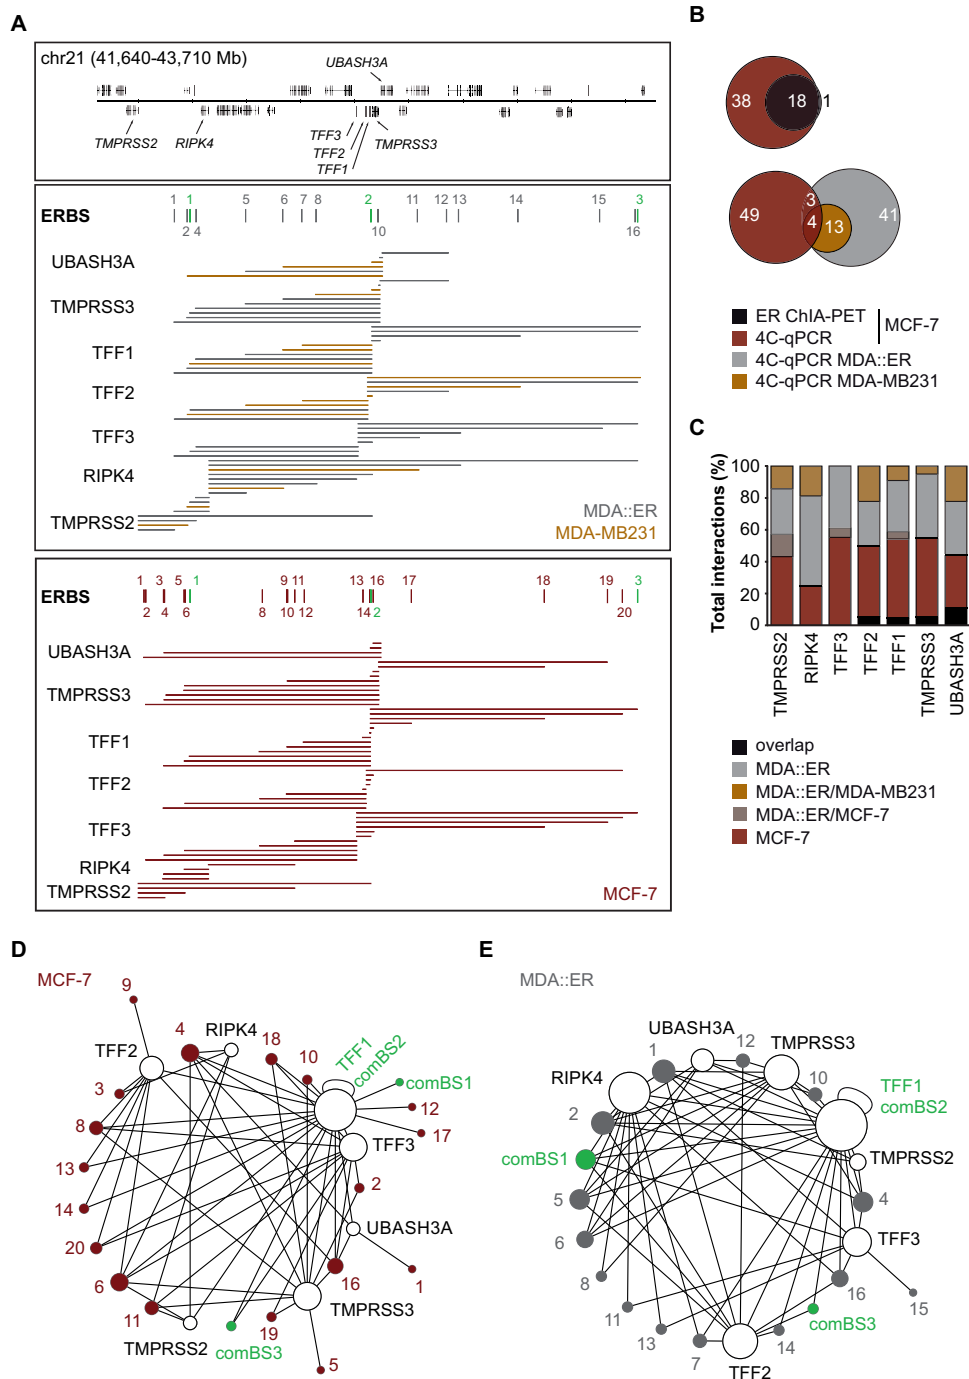 A
chr21 (41,640-43,710 Mb)
UBASH3A
TMPRSS2
RIPK4
TFF3
TFF2
TFF1
TMPRSS3
ERBS
1 1 5 6 7 8 2 11 12 13 14 15 3
2 4 10 16
UBASH3A
TMPRSS3
TFF1
TFF2
TFF3
RIPK4
TMPRSS2
MDA::ER
MDA-MB231
ERBS
1 3 5 1 9 11 13 16 17 18 19 3
2 4 6 8 10 12 14 2 20
UBASH3A
TMPRSS3
TFF1
TFF2
TFF3
RIPK4
TMPRSS2
MCF-7
B
38 18 1
49 3 4 13 41
ER ChIA-PET
4C-qPCR
MCF-7
4C-qPCR MDA::ER
4C-qPCR MDA-MB231
C
Total interactions (%)
100
80
60
40
20
0
TMPRSS2
RIPK4
TFF3
TFF2
TFF1
TMPRSS3
UBASH3A
overlap
MDA::ER
MDA::ER/MDA-MB231
MDA::ER/MCF-7
MCF-7
D
MCF-7
9
4
RIPK4
18
10
TFF1
comBS2
comBS1
12
17
TFF2
3
8
13
14
20
6
11
TMPRSS2
comBS3
19
5
TMPRSS3
16
1
UBASH3A
2
TFF3
E
MDA::ER
UBASH3A
12
TMPRSS3
10
TFF1
comBS2
TMPRSS2
4
TFF3
15
16
comBS3
14
TFF2
7
13
11
8
6
5
comBS1
2
RIPK4
1